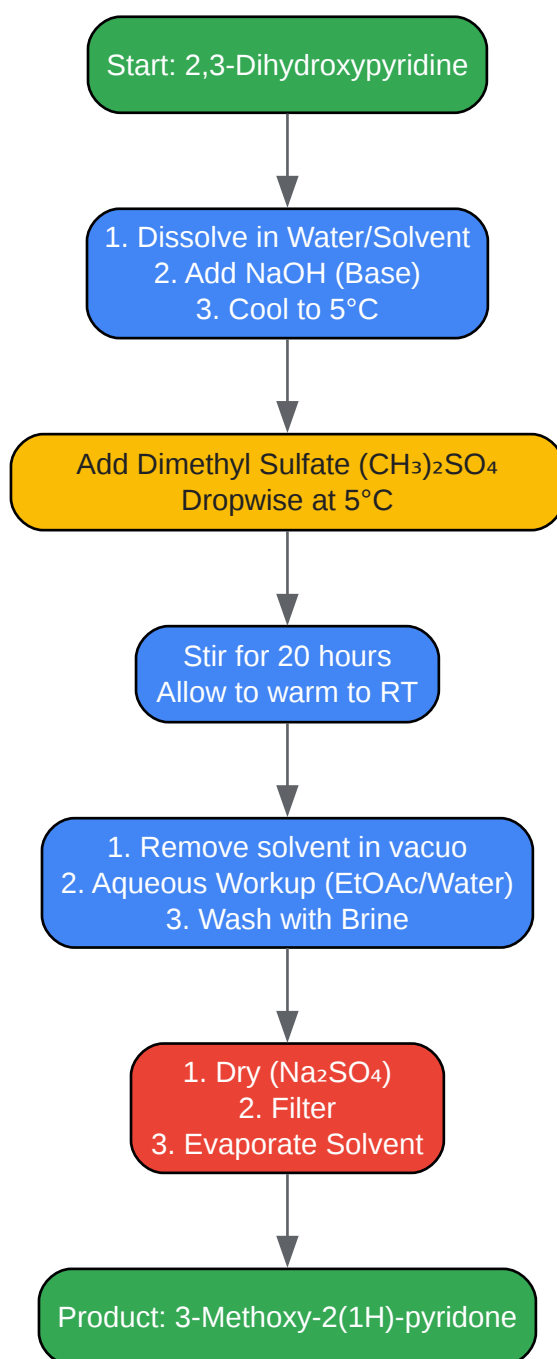 Start: 2,3-Dihydroxypyridine
1. Dissolve in Water/Solvent
2. Add NaOH (Base)
3. Cool to 5°C
Add Dimethyl Sulfate (CH₃)₂SO₄
Dropwise at 5°C
Stir for 20 hours
Allow to warm to RT
1. Remove solvent in vacuo
2. Aqueous Workup (EtOAc/Water)
3. Wash with Brine
1. Dry (Na₂SO₄)
2. Filter
3. Evaporate Solvent
Product: 3-Methoxy-2(1H)-pyridone